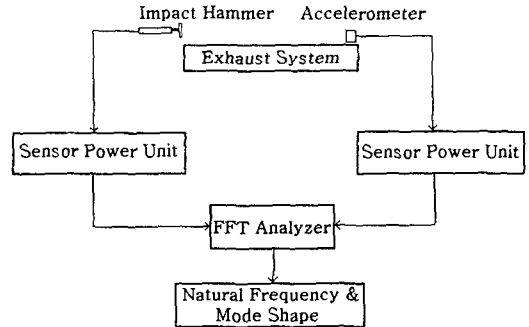 Impact Hammer
Accelerometer
Exhaust System
Sensor Power Unit
Sensor Power Unit
FFT Analyzer
Natural Frequency &
Mode Shape